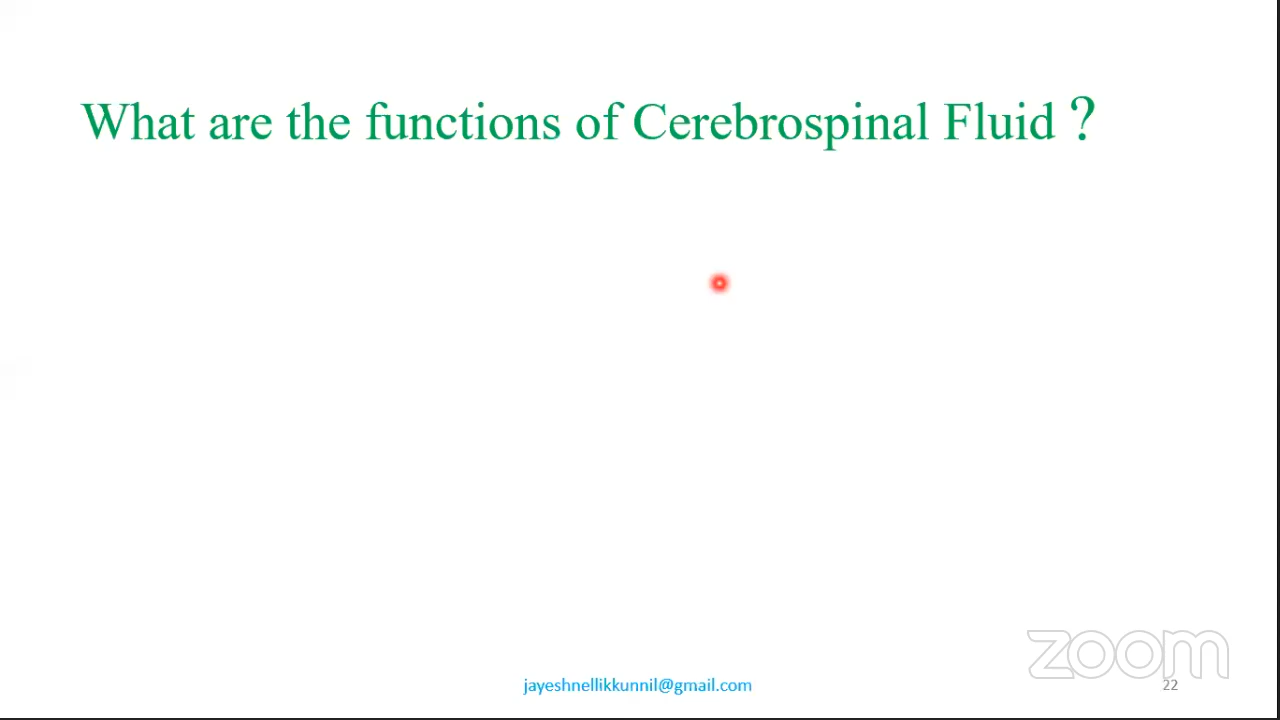 What are the functions of Cerebrospinal Fluid ?
zoom
jayeshnellikkunnil@gmail.com
22